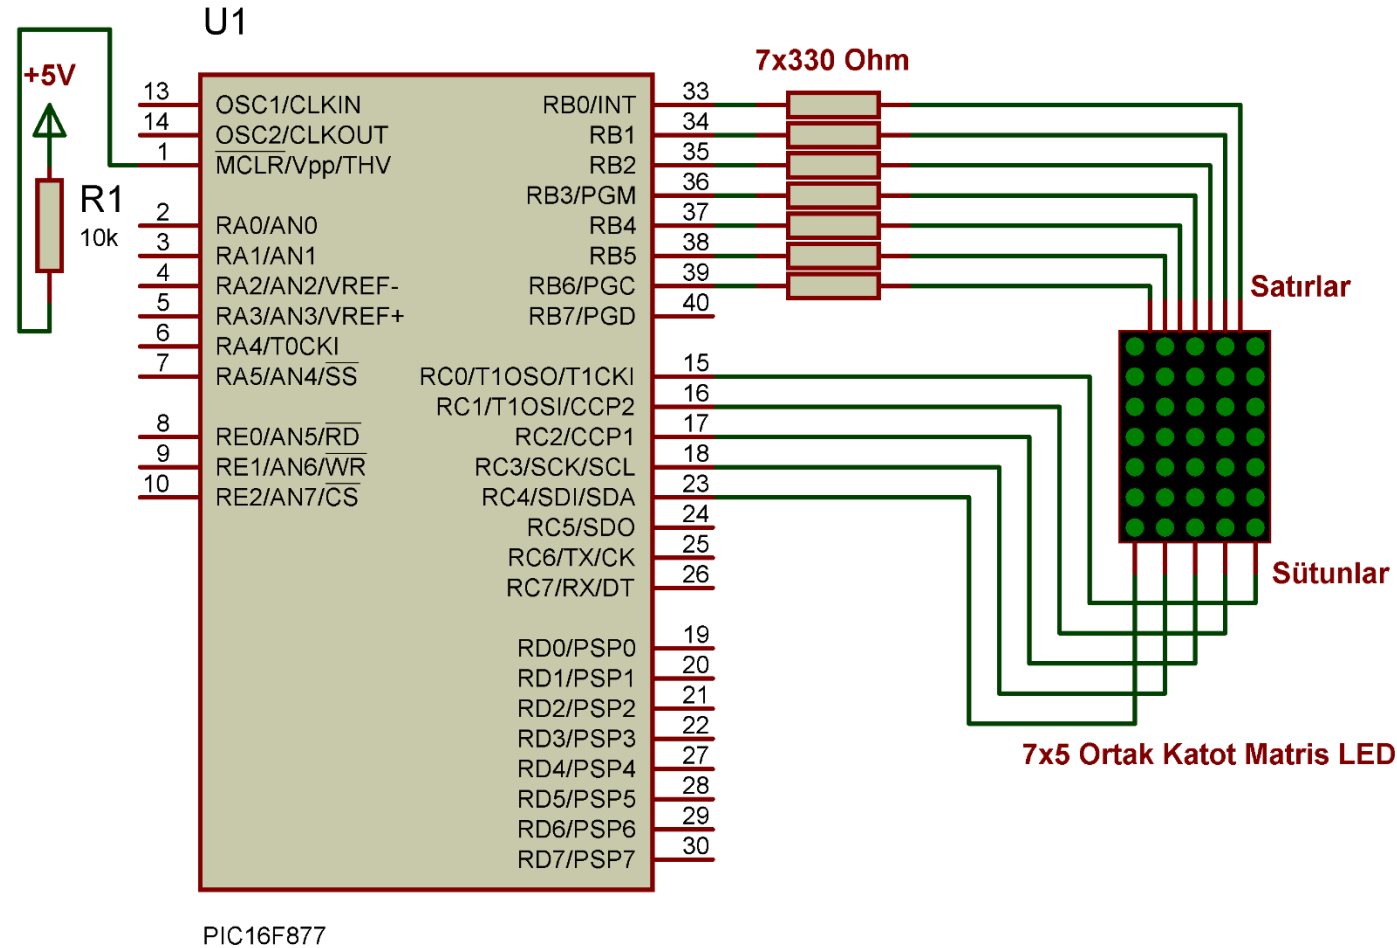 U1
7x330 Ohm
+5V
R1
10k
13 OSC1/CLKIN
14 OSC2/CLKOUT
1 MCLR/Vpp/THV
2 RA0/AN0
3 RA1/AN1
4 RA2/AN2/VREF-
5 RA3/AN3/VREF+
6 RA4/T0CKI
7 RA5/AN4/SS
8 RE0/AN5/RD
9 RE1/AN6/WR
10 RE2/AN7/CS
RB0/INT 33
RB1 34
RB2 35
RB3/PGM 36
RB4 37
RB5 38
RB6/PGC 39
RB7/PGD 40
RC0/T1OSO/T1CKI 15
RC1/T1OSI/CCP2 16
RC2/CCP1 17
RC3/SCK/SCL 18
RC4/SDI/SDA 23
RC5/SDO 24
RC6/TX/CK 25
RC7/RX/DT 26
RD0/PSP0 19
RD1/PSP1 20
RD2/PSP2 21
RD3/PSP3 22
RD4/PSP4 27
RD5/PSP5 28
RD6/PSP6 29
RD7/PSP7 30
Satırlar
Sütunlar
7x5 Ortak Katot Matris LED
PIC16F877